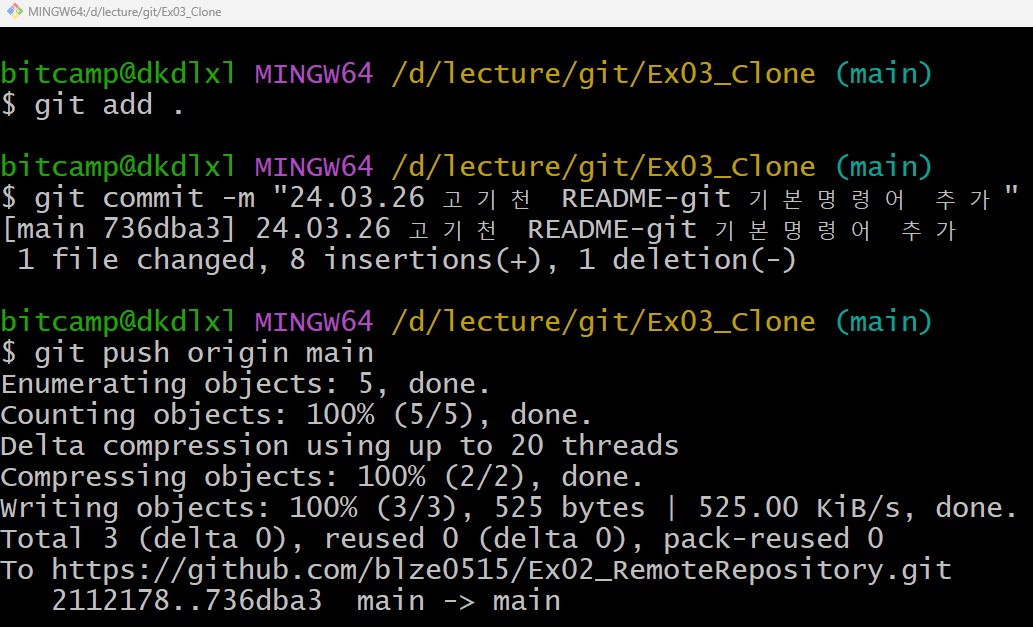 MINGW64:/d/lecture/git/Ex03_Clone
bitcamp@dkdlxl MINGW64 /d/lecture/git/Ex03_Clone (main)
$ git add .
bitcamp@dkdlxl MINGW64 /d/lecture/git/Ex03_Clone (main)
$ git commit -m "24.03.26 고기천 README-git 기본명령어 추가"
[main 736dba3] 24.03.26 고기천 README-git 기본명령어 추가
1 file changed, 8 insertions(+), 1 deletion(-)
bitcamp@dkdlxl MINGW64 /d/lecture/git/Ex03_Clone (main)
$ git push origin main
Enumerating objects: 5, done.
Counting objects: 100% (5/5), done.
Delta compression using up to 20 threads
Compressing objects: 100% (2/2), done.
Writing objects: 100% (3/3), 525 bytes | 525.00 KiB/s, done.
Total 3 (delta 0), reused 0 (delta 0), pack-reused 0
To https://github.com/blze0515/Ex02_RemoteRepository.git
2112178..736dba3  main -> main